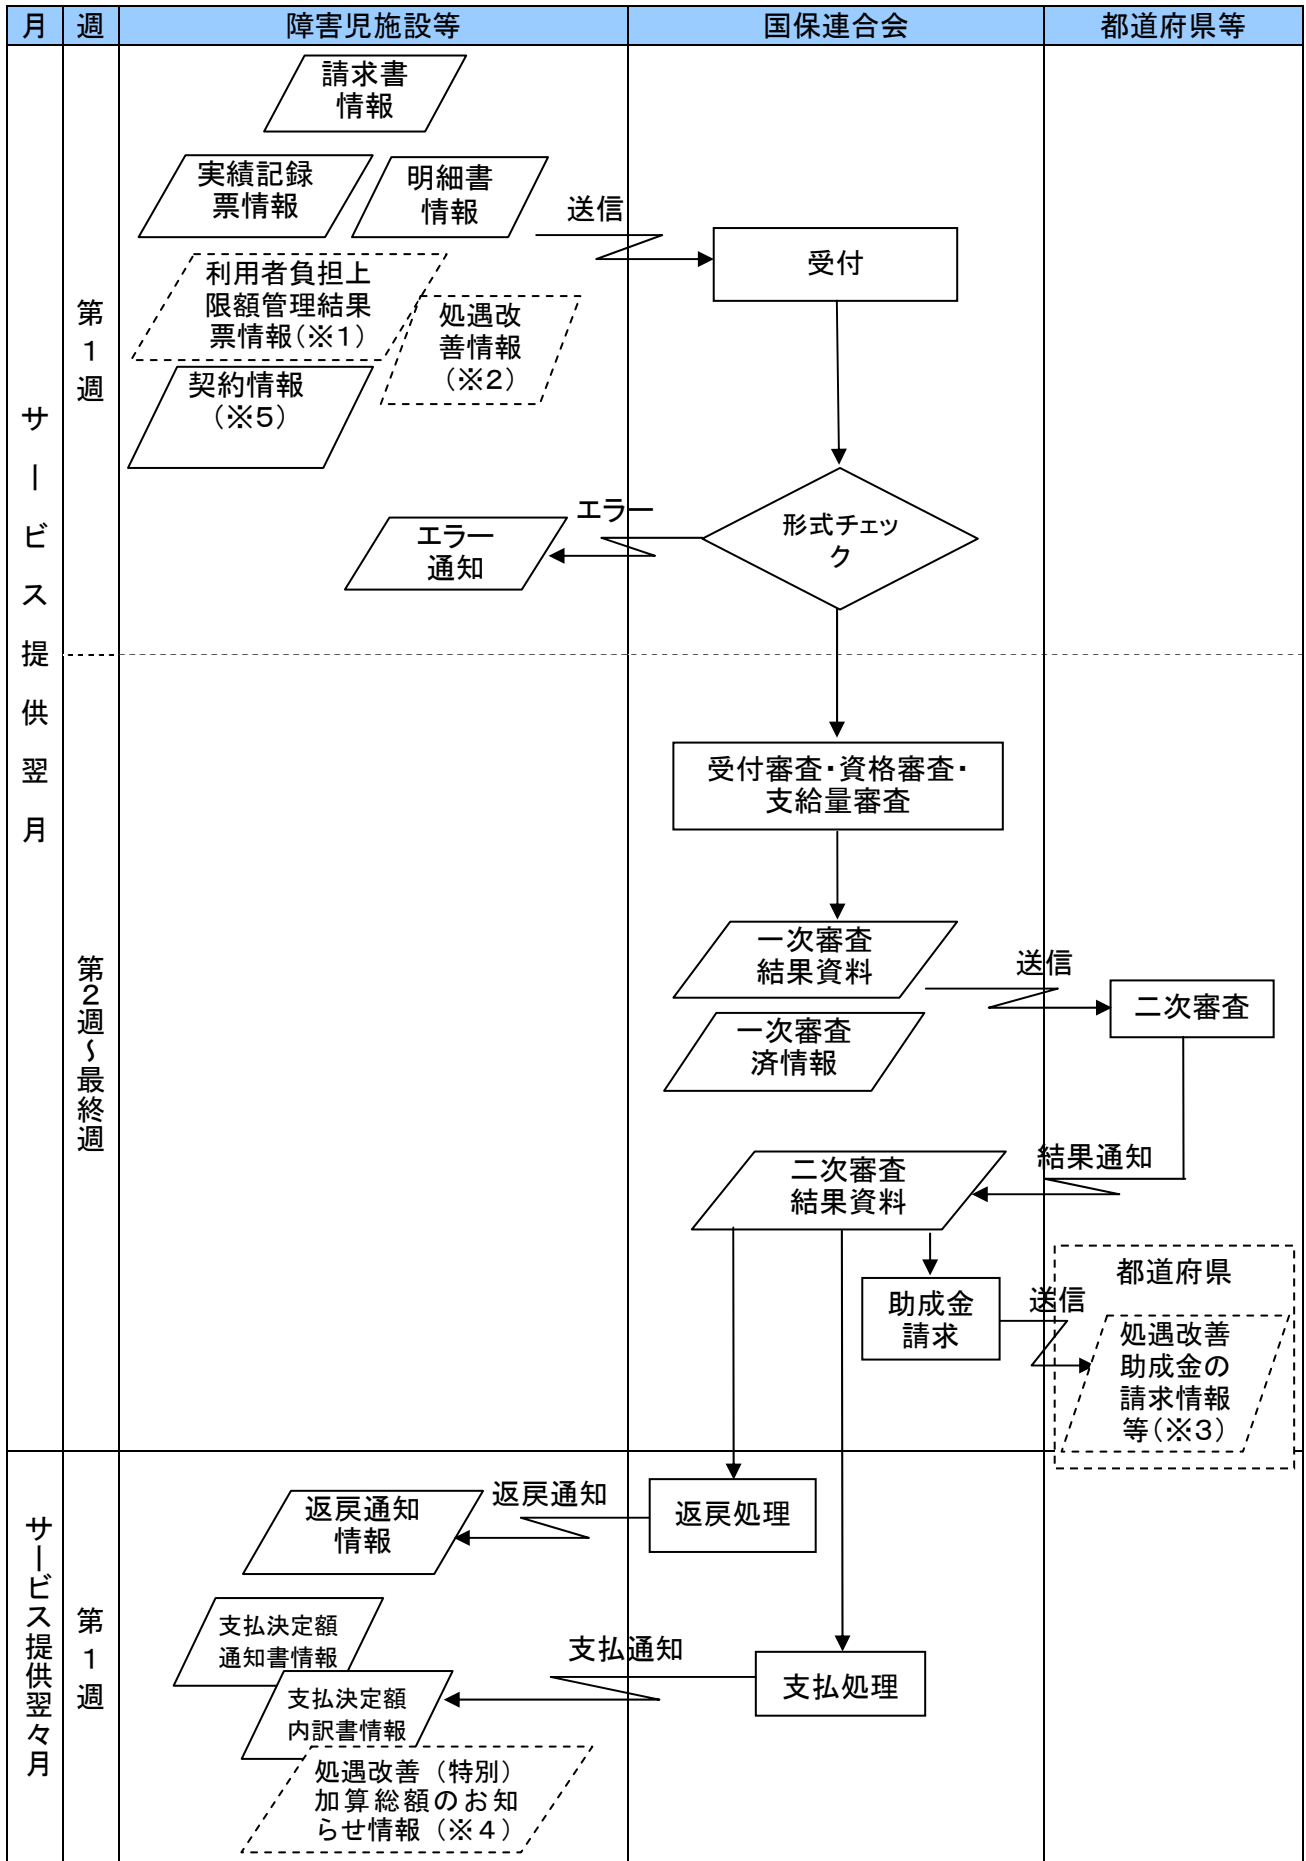 月 週 障害児施設等 国保連合会 都道府県等
サービス提供翌月
第1週
請求書
情報
実績記録
票情報
明細書
情報
送信
受付
利用者負担上
限額管理結果
票情報(※1)
処遇改
善情報
(※2)
契約情報
(※5)
エラー
エラー
通知
形式チェッ
ク
第2週~最終週
受付審査・資格審査・
支給量審査
一次審査
結果資料
送信
二次審査
一次審査
済情報
結果通知
二次審査
結果資料
助成金
請求
送信
都道府県
処遇改善
助成金の
請求情報
等(※3)
サービス提供翌々月
第1週
返戻通知
情報
返戻通知
返戻処理
支払決定額
通知書情報
支払通知
支払処理
支払決定額
内訳書情報
処遇改善(特別)
加算総額のお知
らせ情報(※4)